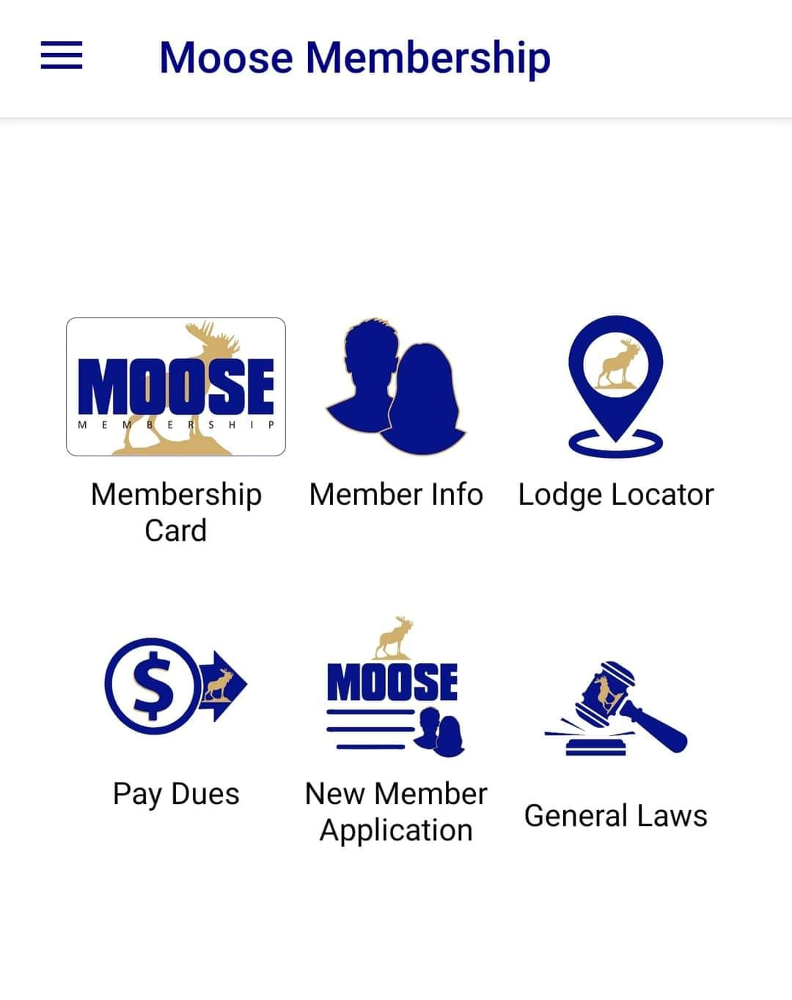 Moose Membership
MOOSE
MEMBERSHIP
Membership
Card
Member Info
Lodge Locator
$
Pay Dues
MOOSE
New Member
Application
General Laws